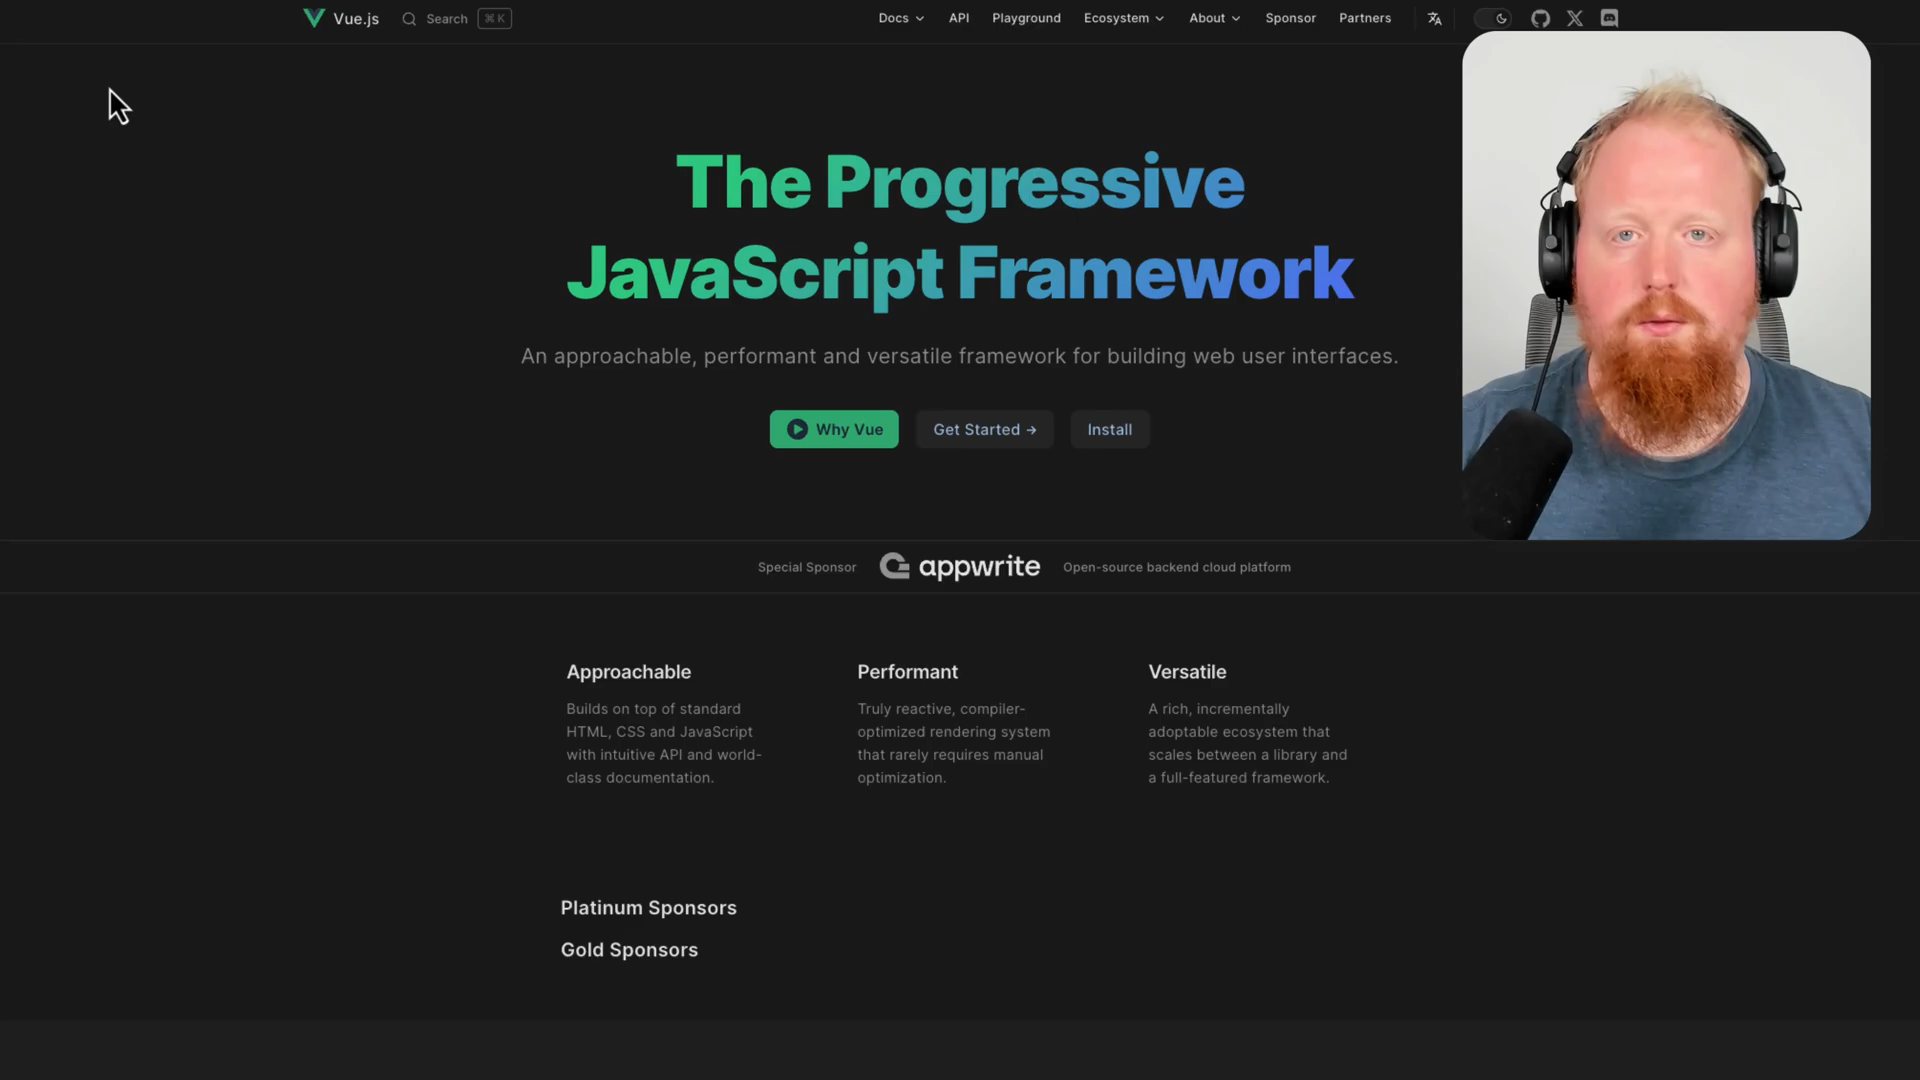 Vue.js Search ⌘ K Docs API Playground Ecosystem About Sponsor Partners
The Progressive
JavaScript Framework
An approachable, performant and versatile framework for building web user interfaces.
Why Vue Get Started → Install
Special Sponsor appwrite Open-source backend cloud platform
Approachable
Builds on top of standard
HTML, CSS and JavaScript
with intuitive API and world-
class documentation.
Performant
Truly reactive, compiler-
optimized rendering system
that rarely requires manual
optimization.
Versatile
A rich, incrementally
adoptable ecosystem that
scales between a library and
a full-featured framework.
Platinum Sponsors
Gold Sponsors